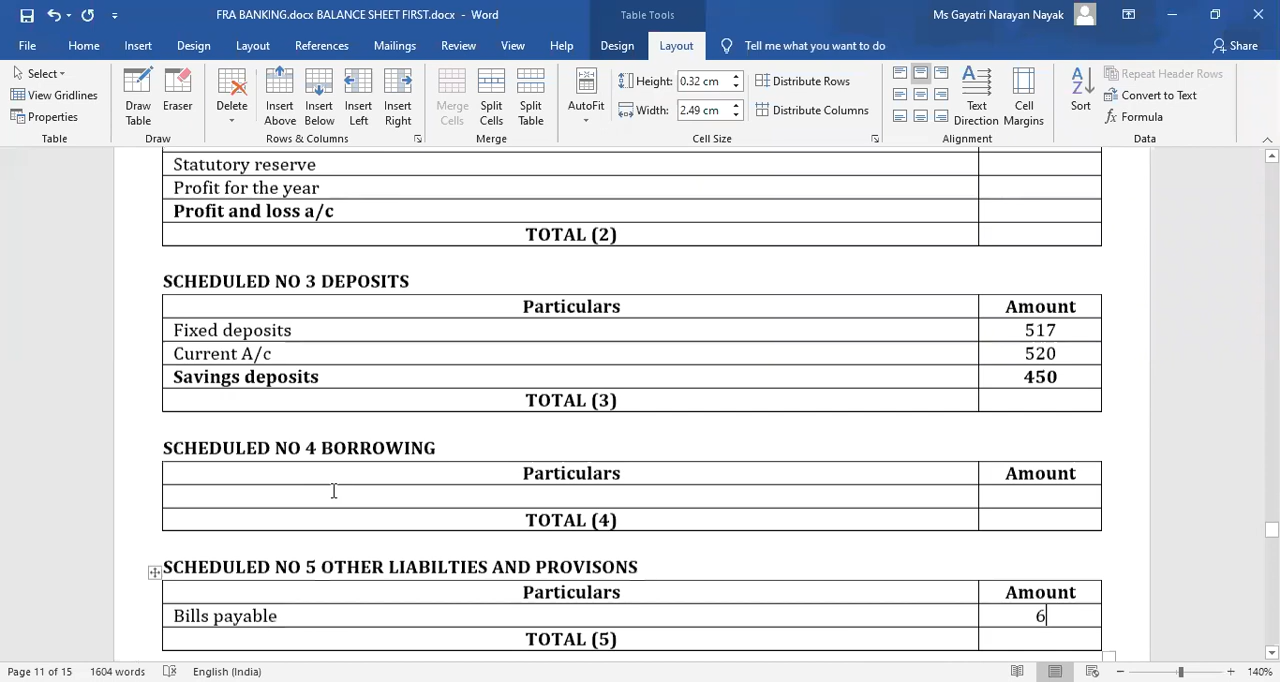 FRA BANKING.docx BALANCE SHEET FIRST.docx - Word
Table Tools
Ms Gayatri Narayan Nayak
File Home Insert Design Layout References Mailings Review View Help Design Layout Tell me what you want to do Share
Select
View Gridlines
Properties
Table
Draw Table
Eraser
Draw
Delete
Insert Above
Insert Below
Insert Left
Insert Right
Rows & Columns
Merge Cells
Split Cells
Split Table
Merge
AutoFit
Height: 0.32 cm
Width: 2.49 cm
Distribute Rows
Distribute Columns
Cell Size
Text Direction
Cell Margins
Alignment
Sort
Repeat Header Rows
Convert to Text
Formula
Data
Statutory reserve
Profit for the year
Profit and loss a/c
TOTAL (2)
SCHEDULED NO 3 DEPOSITS
Particulars Amount
Fixed deposits 517
Current A/c 520
Savings deposits 450
TOTAL (3)
SCHEDULED NO 4 BORROWING
Particulars Amount
TOTAL (4)
SCHEDULED NO 5 OTHER LIABILTIES AND PROVISONS
Particulars Amount
Bills payable 6
TOTAL (5)
Page 11 of 15 1604 words English (India) 140%